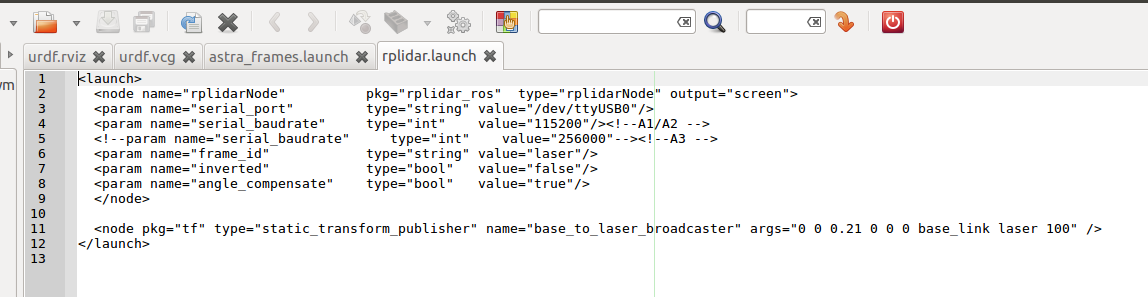 urdf.rviz urdf.vcg astra_frames.launch rplidar.launch
1 <launch>
2   <node name="rplidarNode"          pkg="rplidar_ros"  type="rplidarNode" output="screen">
3   <param name="serial_port"         type="string" value="/dev/ttyUSB0"/>
4   <param name="serial_baudrate"     type="int"    value="115200"/><!--A1/A2 -->
5   <!--param name="serial_baudrate"     type="int"    value="256000"--><!--A3 -->
6   <param name="frame_id"            type="string" value="laser"/>
7   <param name="inverted"            type="bool"   value="false"/>
8   <param name="angle_compensate"    type="bool"   value="true"/>
9   </node>
10
11   <node pkg="tf" type="static_transform_publisher" name="base_to_laser_broadcaster" args="0 0 0.21 0 0 0 base_link laser 100" />
12 </launch>
13